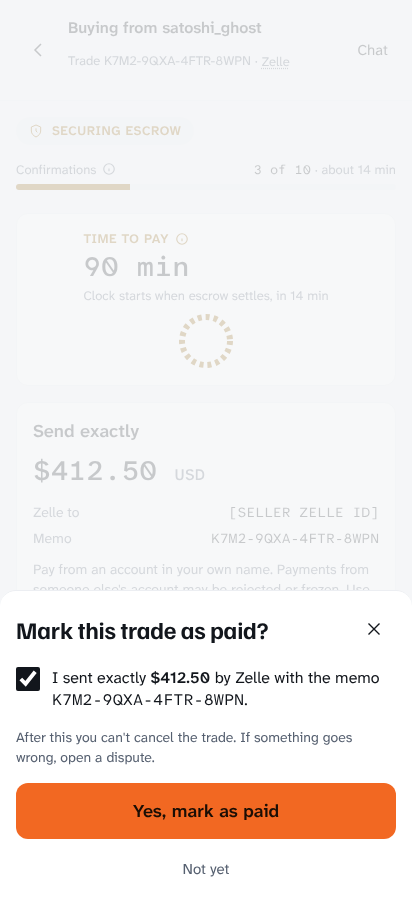 Buying from satoshi_ghost
Trade K7M2-9QXA-4FTR-8WPN · Zelle
Chat
SECURING ESCROW
Confirmations
3 of 10 · about 14 min
TIME TO PAY
90 min
Clock starts when escrow settles, in 14 min
Send exactly
$412.50 USD
Zelle to [SELLER ZELLE ID]
Memo K7M2-9QXA-4FTR-8WPN
Pay from an account in your own name. Payments from
someone else's account may be rejected or frozen. Use
Mark this trade as paid?
I sent exactly $412.50 by Zelle with the memo
K7M2-9QXA-4FTR-8WPN.
After this you can't cancel the trade. If something goes
wrong, open a dispute.
Yes, mark as paid
Not yet